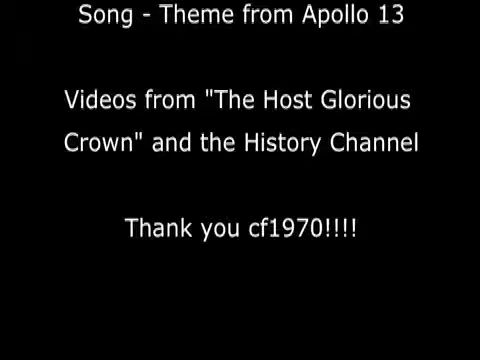 Song - Theme from Apollo 13
Videos from "The Host Glorious
Crown" and the History Channel
Thank you cf1970!!!!